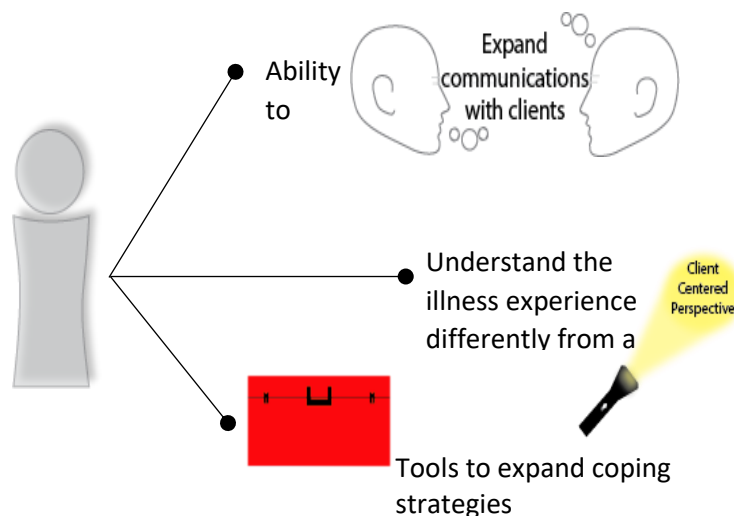 Ability
to
Expand
communications
with clients
Understand the
illness experience
differently from a
Client
Centered
Perspective
Tools to expand coping
strategies